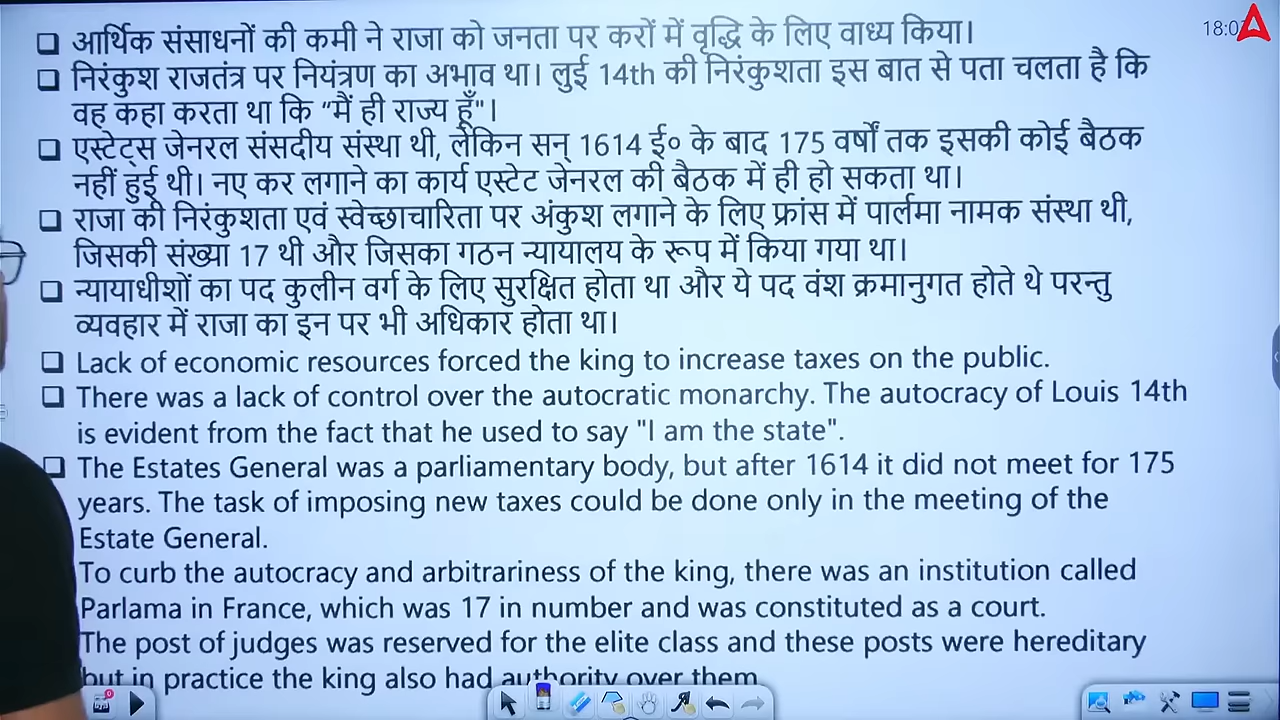 आर्थिक संसाधनों की कमी ने राजा को जनता पर करों में वृद्धि के लिए वाध्य किया।
निरंकुश राजतंत्र पर नियंत्रण का अभाव था। लुई 14th की निरंकुशता इस बात से पता चलता है कि
वह कहा करता था कि “मैं ही राज्य हूँ"।
एस्टेट्स जेनरल संसदीय संस्था थी, लेकिन सन् 1614 ई० के बाद 175 वर्षों तक इसकी कोई बैठक
नहीं हुई थी। नए कर लगाने का कार्य एस्टेट जेनरल की बैठक में ही हो सकता था।
राजा की निरंकुशता एवं स्वेच्छाचारिता पर अंकुश लगाने के लिए फ्रांस में पार्लमा नामक संस्था थी,
जिसकी संख्या 17 थी और जिसका गठन न्यायालय के रूप में किया गया था।
न्यायाधीशों का पद कुलीन वर्ग के लिए सुरक्षित होता था और ये पद वंश क्रमानुगत होते थे परन्तु
व्यवहार में राजा का इन पर भी अधिकार होता था।
Lack of economic resources forced the king to increase taxes on the public.
There was a lack of control over the autocratic monarchy. The autocracy of Louis 14th
is evident from the fact that he used to say "I am the state".
The Estates General was a parliamentary body, but after 1614 it did not meet for 175
years. The task of imposing new taxes could be done only in the meeting of the
Estate General.
To curb the autocracy and arbitrariness of the king, there was an institution called
Parlama in France, which was 17 in number and was constituted as a court.
The post of judges was reserved for the elite class and these posts were hereditary
but in practice the king also had authority over them